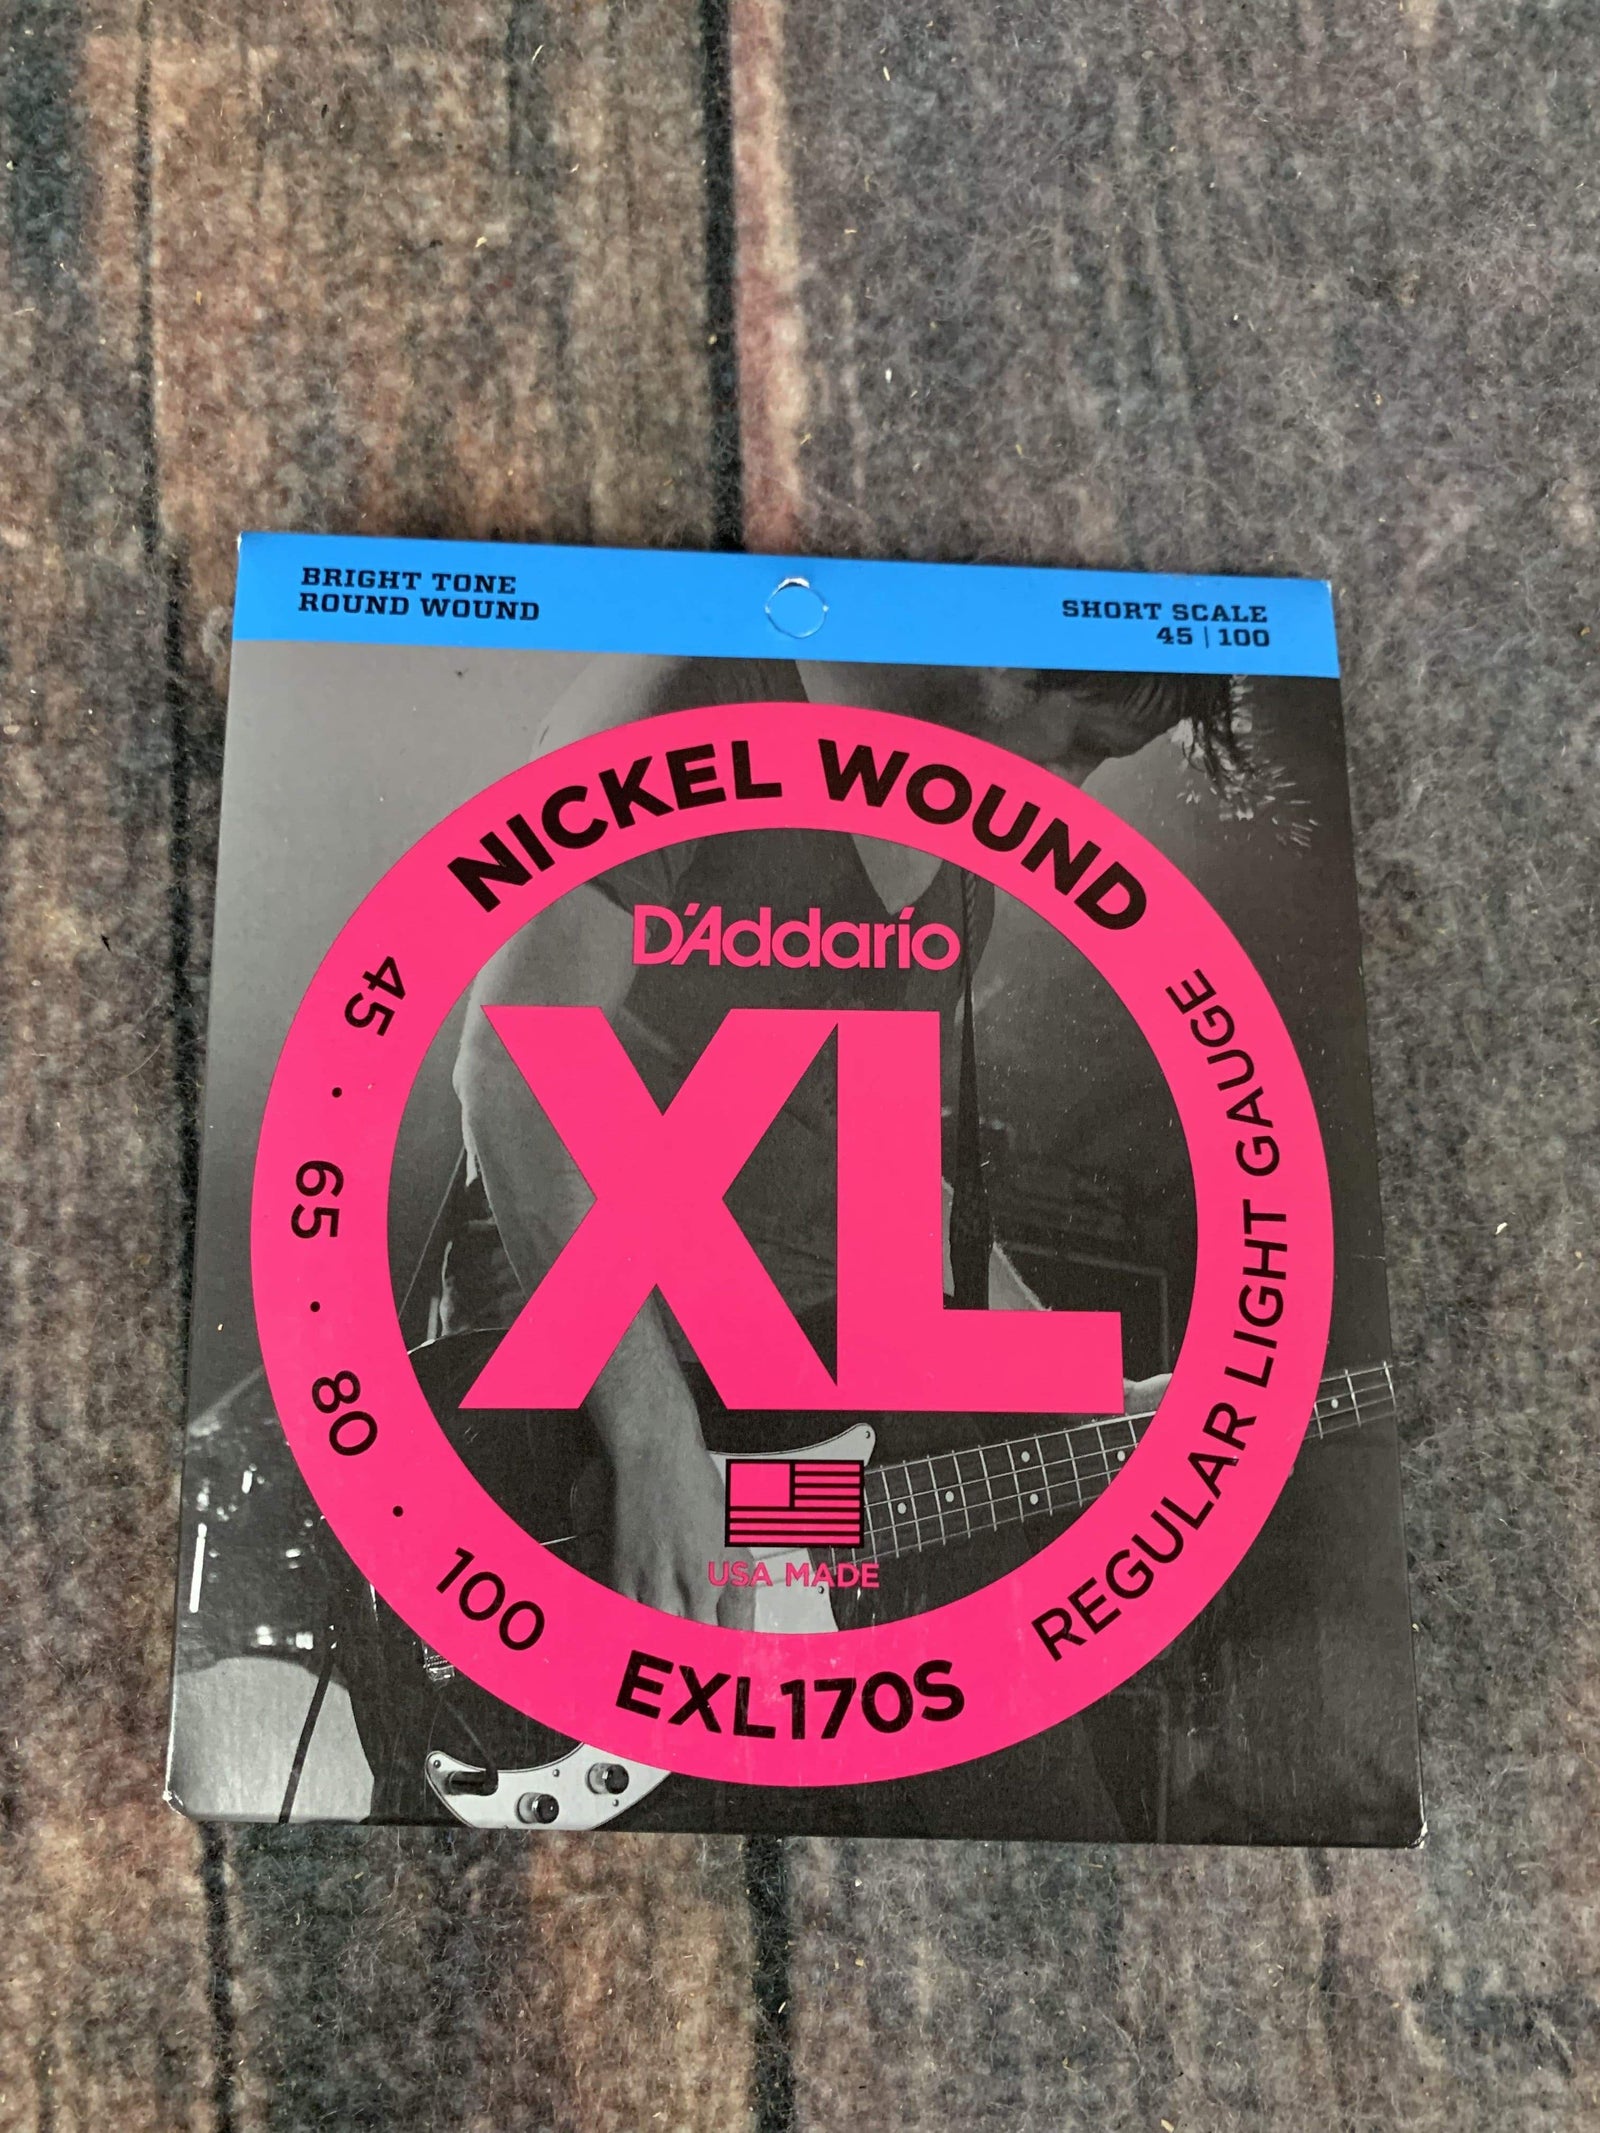 BRIGHT TONE
ROUND WOUND
SHORT SCALE
45 | 100
NICKEL WOUND
D'Addario
XL
USA MADE
45 · 65 · 80 · 100
EXL170S
REGULAR LIGHT GAUGE